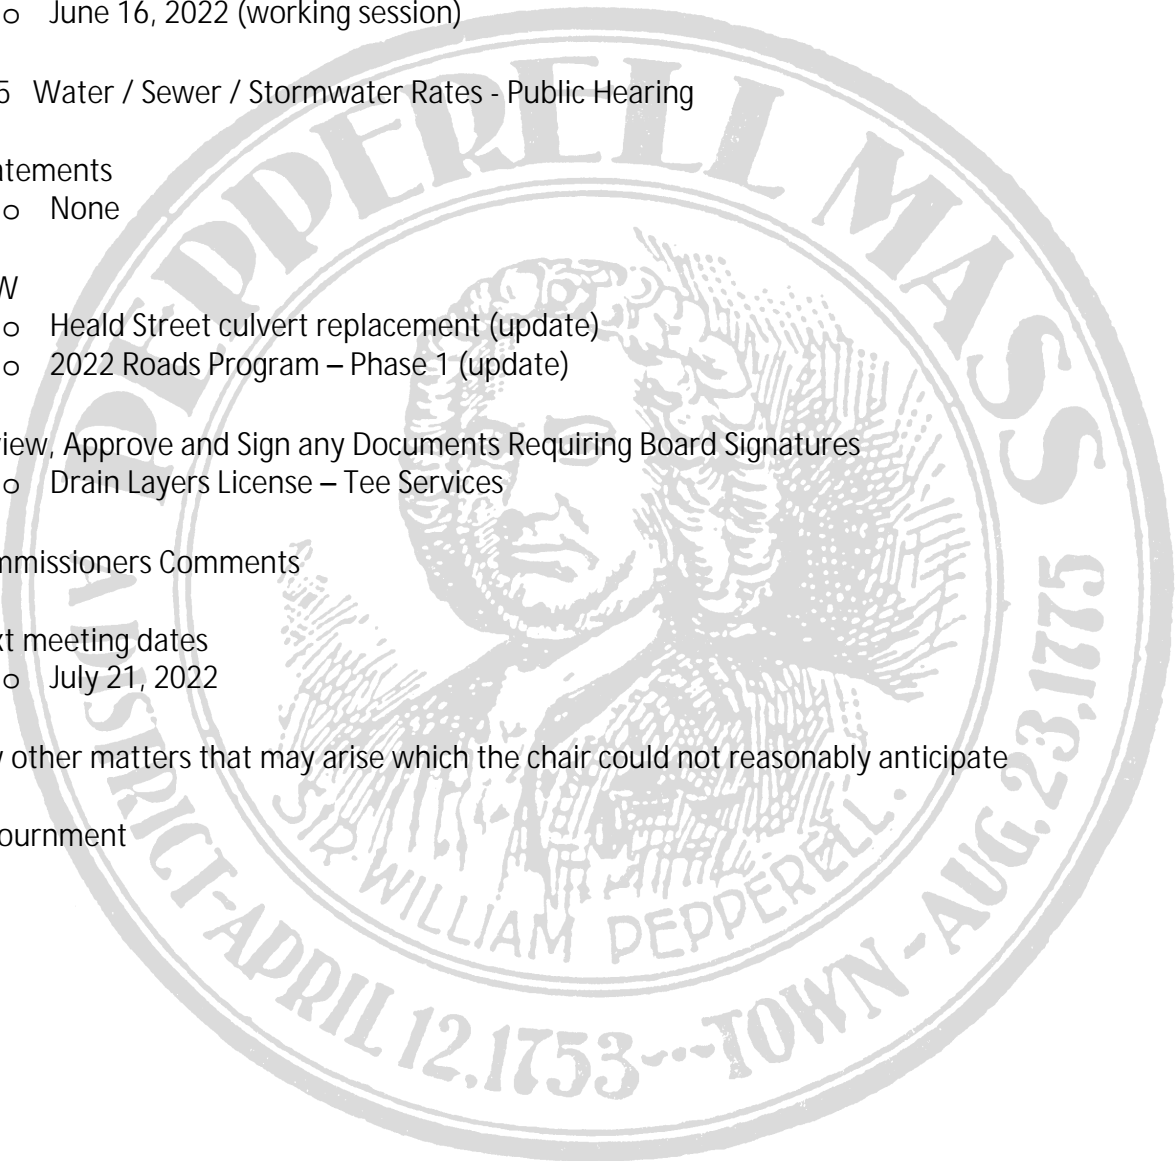 o June 16, 2022 (working session)
5 Water / Sewer / Stormwater Rates - Public Hearing
atements
o None
W
o Heald Street culvert replacement (update)
o 2022 Roads Program – Phase 1 (update)
view, Approve and Sign any Documents Requiring Board Signatures
o Drain Layers License – Tee Services
mmissioners Comments
xt meeting dates
o July 21, 2022
y other matters that may arise which the chair could not reasonably anticipate
ournment
PEPPERELL MASS
A DISTRICT-APRIL 12.1753---TOWN-AUG.23,1775
SIR WILLIAM PEPPERELL.